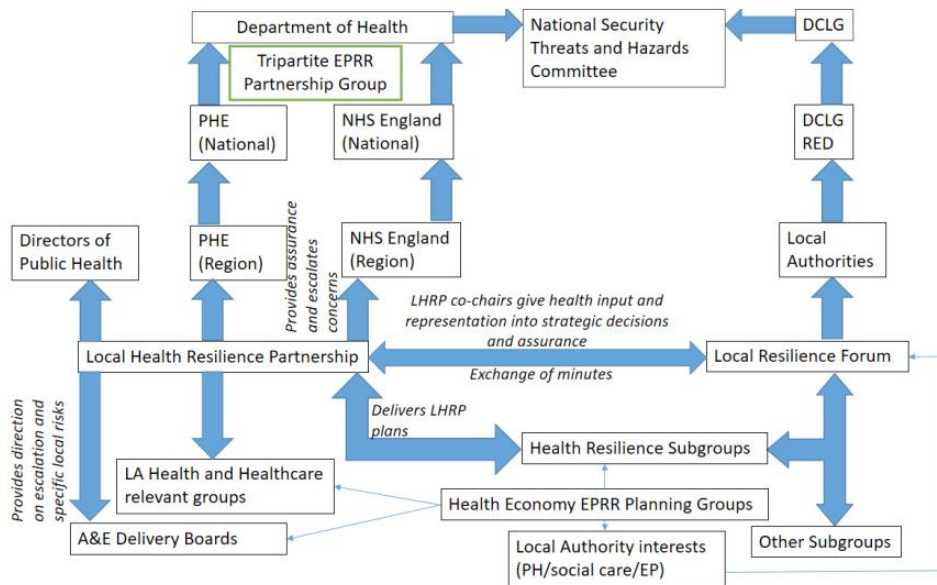 Department of Health
National Security
Threats and Hazards
Committee
DCLG
Tripartite EPRR
Partnership Group
PHE
(National)
NHS England
(National)
DCLG
RED
Directors of
Public Health
PHE
(Region)
Provides assurance
and escalates
concerns
NHS England
(Region)
Local
Authorities
LHRP co-chairs give health input and
representation into strategic decisions
and assurance
Local Health Resilience Partnership
Exchange of minutes
Local Resilience Forum
Provides direction
on escalation and
specific local risks
Delivers LHRP
plans
Health Resilience Subgroups
LA Health and Healthcare
relevant groups
Health Economy EPRR Planning Groups
A&E Delivery Boards
Local Authority interests
(PH/social care/EP)
Other Subgroups